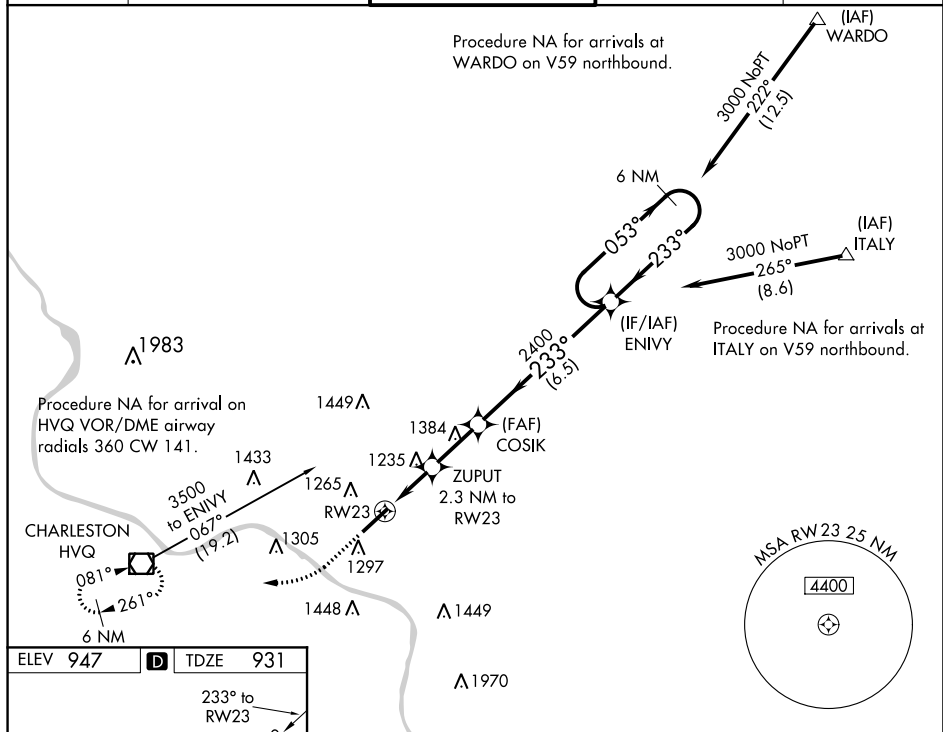 (IAF)
WARDO
Procedure NA for arrivals at
WARDO on V59 northbound.
3000 NoPT
222°
(12.5)
6 NM
053°
233°
(IAF)
ITALY
3000 NoPT
265°
(8.6)
(IF/IAF)
ENIVY
Procedure NA for arrivals at
ITALY on V59 northbound.
2400
233°
(6.5)
1983
Procedure NA for arrival on
HVQ VOR/DME airway
radials 360 CW 141.
1449
1384
(FAF)
COSIK
1235
ZUPUT
2.3 NM to
RW23
1433
1265
RW23
3500
to ENIVY
067°
(19.2)
CHARLESTON
HVQ
1305
1297
081°
261°
6 NM
1448
1449
1970
MSA RW 23 25 NM
4400
ELEV 947 D TDZE 931
233° to
RW23